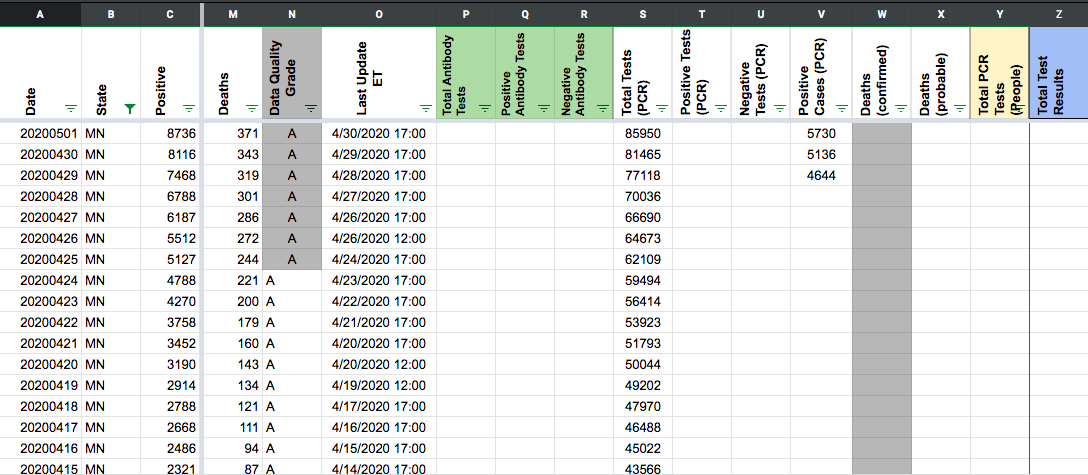 A B C M N O P Q R S T U V W X Y Z
Date State Positive Deaths Data Quality Grade Last Update ET Total Antibody Tests Positive Antibody Tests Negative Antibody Tests Total Tests (PCR) Positive Tests (PCR) Negative Tests (PCR) Positive Cases (PCR) Deaths (confirmed) Deaths (probable) Total PCR Tests (People) Total Test Results
20200501 MN 8736 371 A 4/30/2020 17:00 85950 5730
20200430 MN 8116 343 A 4/29/2020 17:00 81465 5136
20200429 MN 7468 319 A 4/28/2020 17:00 77118 4644
20200428 MN 6788 301 A 4/27/2020 17:00 70036
20200427 MN 6187 286 A 4/26/2020 17:00 66690
20200426 MN 5512 272 A 4/26/2020 12:00 64673
20200425 MN 5127 244 A 4/24/2020 17:00 62109
20200424 MN 4788 221 A 4/23/2020 17:00 59494
20200423 MN 4270 200 A 4/22/2020 17:00 56414
20200422 MN 3758 179 A 4/21/2020 17:00 53923
20200421 MN 3452 160 A 4/20/2020 17:00 51793
20200420 MN 3190 143 A 4/20/2020 12:00 50044
20200419 MN 2914 134 A 4/19/2020 12:00 49202
20200418 MN 2788 121 A 4/17/2020 17:00 47970
20200417 MN 2668 111 A 4/16/2020 17:00 46488
20200416 MN 2486 94 A 4/15/2020 17:00 45022
20200415 MN 2321 87 A 4/14/2020 17:00 43566